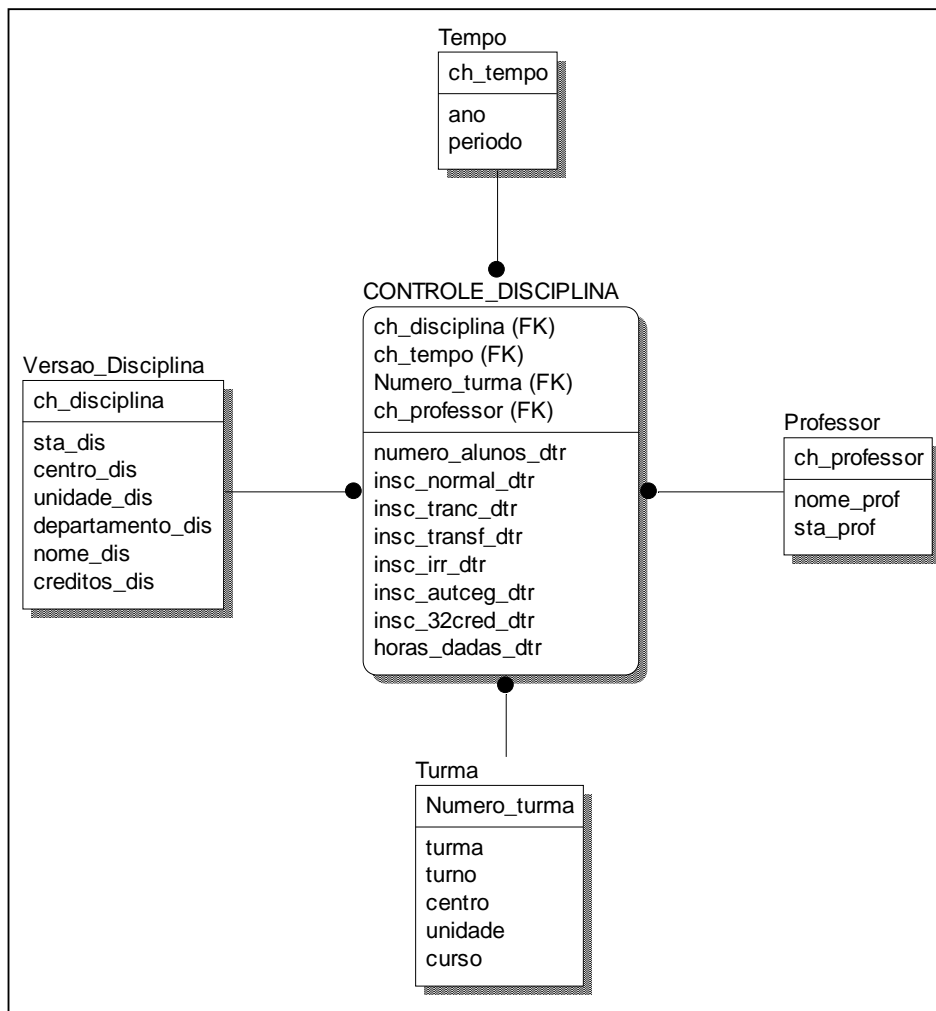 Tempo
ch_tempo
ano
periodo
CONTROLE_DISCIPLINA
ch_disciplina (FK)
ch_tempo (FK)
Numero_turma (FK)
ch_professor (FK)
numero_alunos_dtr
insc_normal_dtr
insc_tranc_dtr
insc_transf_dtr
insc_irr_dtr
insc_autceg_dtr
insc_32cred_dtr
horas_dadas_dtr
Versao_Disciplina
ch_disciplina
sta_dis
centro_dis
unidade_dis
departamento_dis
nome_dis
creditos_dis
Professor
ch_professor
nome_prof
sta_prof
Turma
Numero_turma
turma
turno
centro
unidade
curso